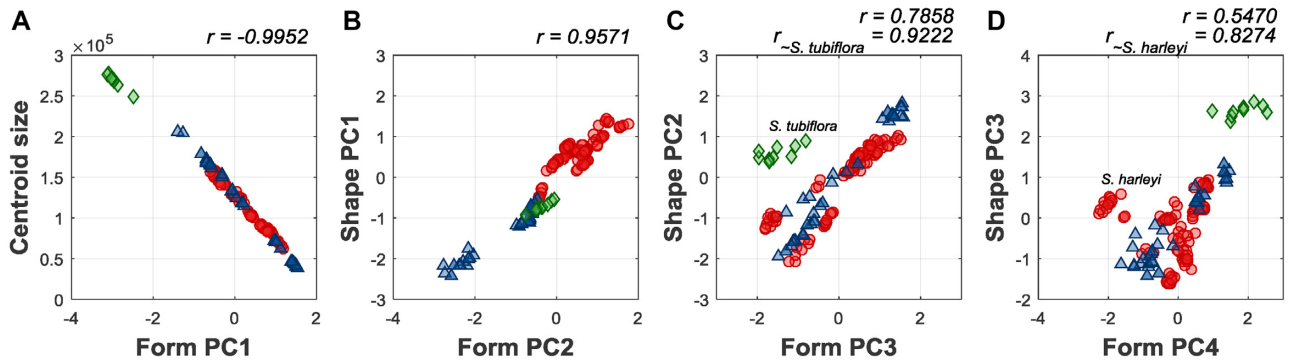 A
r = -0.9952
× 10⁵
3
2.5
2
1.5
1
0.5
0
-4
-2
0
2
Centroid size
Form PC1
B
r = 0.9571
3
2
1
0
-1
-2
-3
-4
-2
0
2
Shape PC1
Form PC2
C
r = 0.7858
r ~S. tubiflora = 0.9222
3
2
1
0
-1
-2
-3
S. tubiflora
-4
-2
0
2
Shape PC2
Form PC3
D
r = 0.5470
r ~S. harleyi = 0.8274
4
3
2
1
0
-1
-2
S. harleyi
-4
-2
0
2
Shape PC3
Form PC4